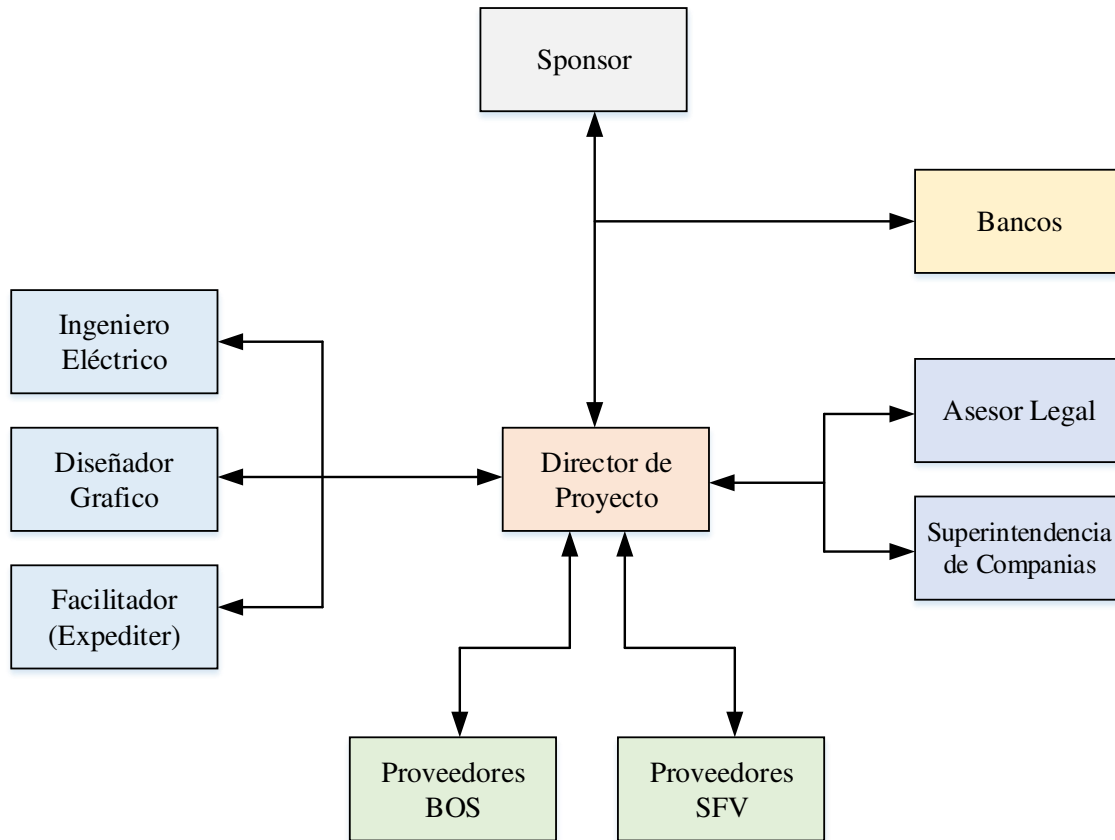 Sponsor
Bancos
Ingeniero
Eléctrico
Asesor Legal
Diseñador
Grafico
Director de
Proyecto
Superintendencia
de Companias
Facilitador
(Expediter)
Proveedores
BOS
Proveedores
SFV